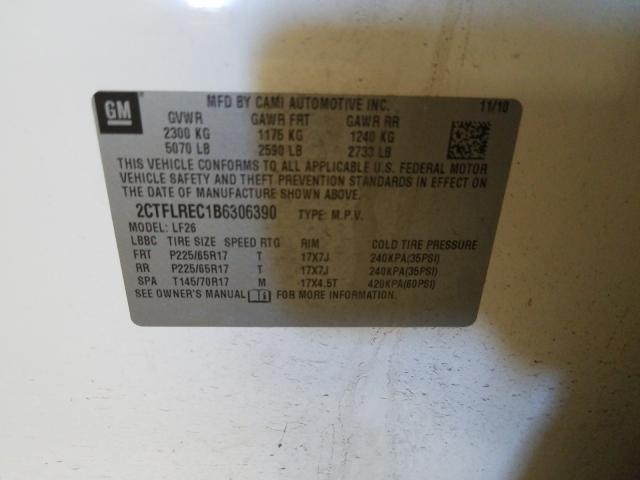 GM
MFD BY CAMI AUTOMOTIVE INC. 11/10
GVWR GAWR FRT GAWR RR
2300 KG 1175 KG 1240 KG
5070 LB 2590 LB 2733 LB
THIS VEHICLE CONFORMS TO ALL APPLICABLE U.S. FEDERAL MOTOR
VEHICLE SAFETY AND THEFT PREVENTION STANDARDS IN EFFECT ON
THE DATE OF MANUFACTURE SHOWN ABOVE.
2CTFLREC1B6306390 TYPE: M.P.V.
MODEL: LF26
LBBC TIRE SIZE SPEED RTG RIM COLD TIRE PRESSURE
FRT P225/65R17 T 17X7J 240KPA(35PSI)
RR P225/65R17 T 17X7J 240KPA(35PSI)
SPA T145/70R17 M 17X4.5T 420KPA(60PSI)
SEE OWNER'S MANUAL FOR MORE INFORMATION.